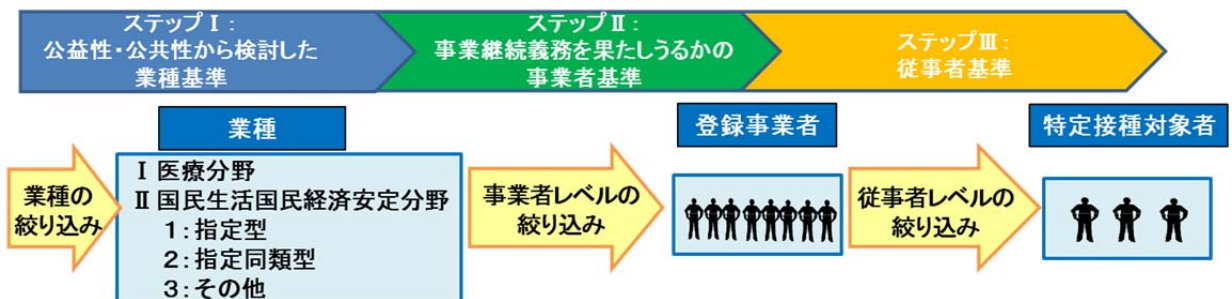 ステップⅠ:
公益性・公共性から検討した
業種基準
ステップⅡ:
事業継続義務を果たしうるかの
事業者基準
ステップⅢ:
従事者基準
業種の
絞り込み
業種
Ⅰ 医療分野
Ⅱ 国民生活国民経済安定分野
1:指定型
2:指定同類型
3:その他
事業者レベルの
絞り込み
登録事業者
従事者レベルの
絞り込み
特定接種対象者